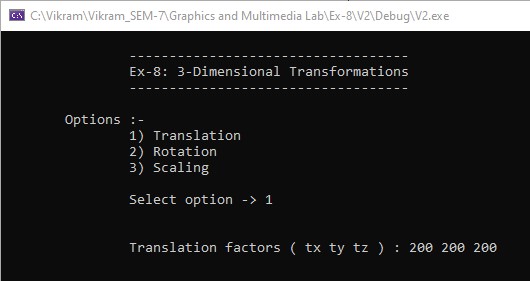 C:\Vikram\Vikram_SEM-7\Graphics and Multimedia Lab\Ex-8\V2\Debug\V2.exe
-----------------------------------
Ex-8: 3-Dimensional Transformations
-----------------------------------
Options :-
1) Translation
2) Rotation
3) Scaling
Select option -> 1
Translation factors ( tx ty tz ) : 200 200 200